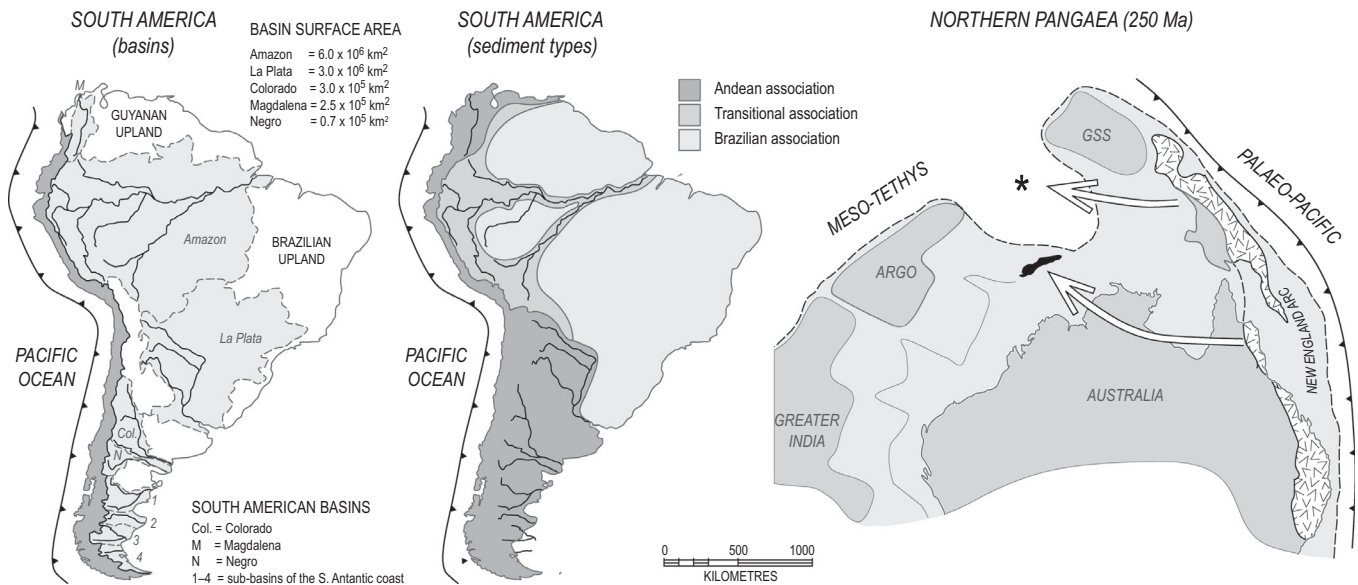 SOUTH AMERICA
(basins)
BASIN SURFACE AREA
Amazon = 6.0 x 10⁶ km²
La Plata = 3.0 x 10⁶ km²
Colorado = 3.0 x 10⁵ km²
Magdalena = 2.5 x 10⁵ km²
Negro = 0.7 x 10⁵ km²
M
GUYANAN
UPLAND
Amazon
BRAZILIAN
UPLAND
La Plata
PACIFIC
OCEAN
Col.
N
1
2
3
4
SOUTH AMERICAN BASINS
Col. = Colorado
M = Magdalena
N = Negro
1–4 = sub-basins of the S. Antantic coast
SOUTH AMERICA
(sediment types)
Andean association
Transitional association
Brazilian association
PACIFIC
OCEAN
0 500 1000
KILOMETRES
NORTHERN PANGAEA (250 Ma)
GSS
PALAEO-PACIFIC
MESO-TETHYS
*
ARGO
NEW ENGLAND ARC
AUSTRALIA
GREATER
INDIA